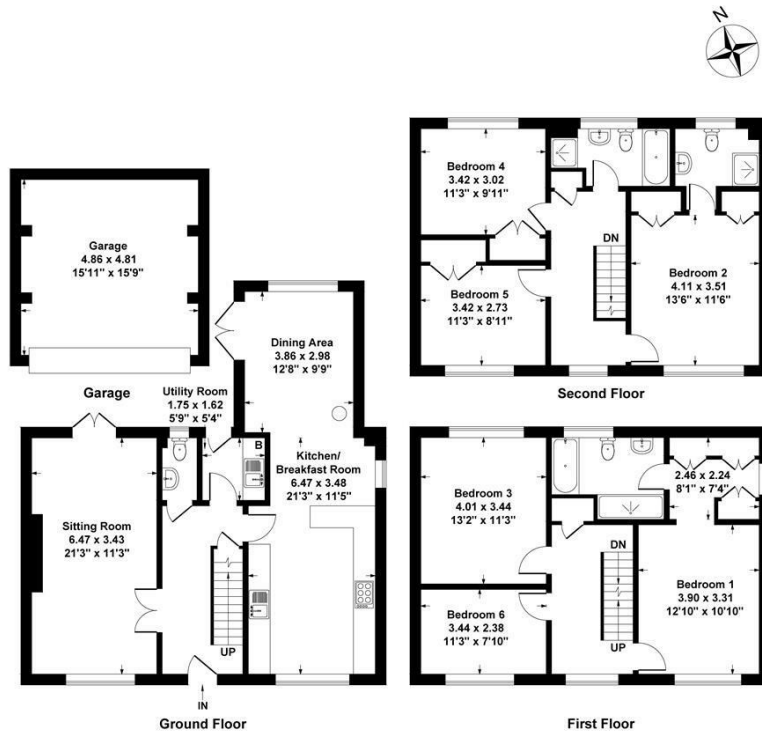 N
Garage
4.86 x 4.81
15'11" x 15'9"
Garage
Utility Room
1.75 x 1.62
5'9" x 5'4"
Dining Area
3.86 x 2.98
12'8" x 9'9"
B
Kitchen/
Breakfast Room
6.47 x 3.48
21'3" x 11'5"
Sitting Room
6.47 x 3.43
21'3" x 11'3"
UP
IN
Ground Floor
Bedroom 4
3.42 x 3.02
11'3" x 9'11"
DN
Bedroom 2
4.11 x 3.51
13'6" x 11'6"
Bedroom 5
3.42 x 2.73
11'3" x 8'11"
Second Floor
Bedroom 3
4.01 x 3.44
13'2" x 11'3"
2.46 x 2.24
8'1" x 7'4"
DN
Bedroom 1
3.90 x 3.31
12'10" x 10'10"
Bedroom 6
3.44 x 2.38
11'3" x 7'10"
UP
First Floor